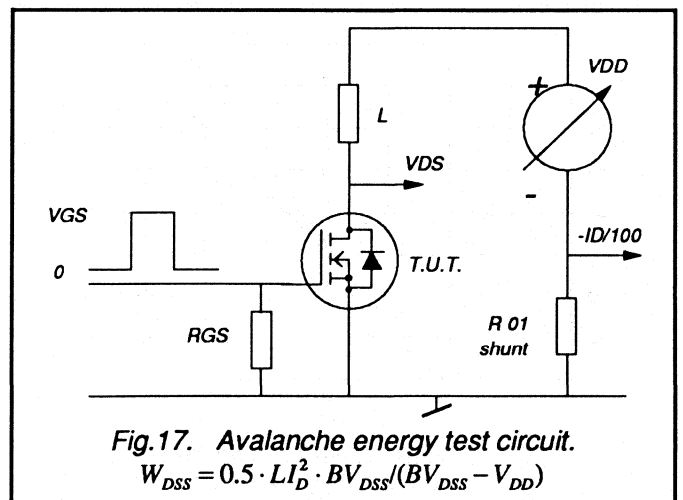 VDD
+
L
VDS
-
VGS
-ID/100
0
T.U.T.
RGS
R 01
shunt
Fig.17. Avalanche energy test circuit.
W_DSS = 0.5 · LI_D^2 · BV_DSS/(BV_DSS − V_DD)